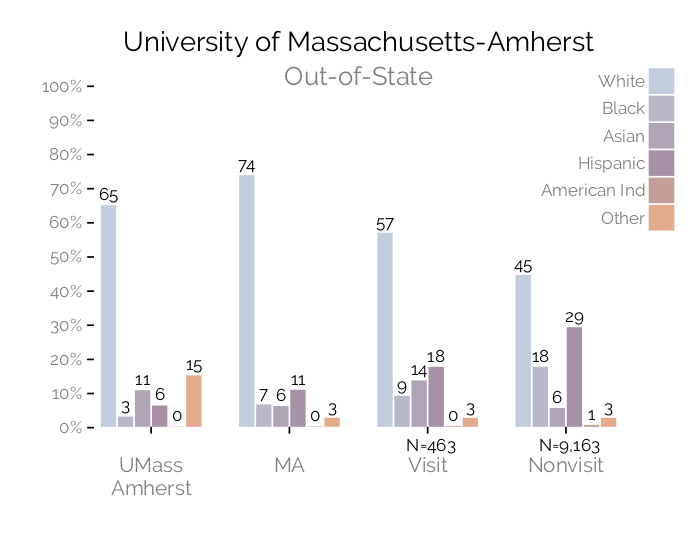 University of Massachusetts-Amherst
Out-of-State
White
Black
Asian
Hispanic
American Ind
Other
100%
90%
80%
70%
60%
50%
40%
30%
20%
10%
0%
65 3 11 6 0 15
74 7 6 11 0 3
57 9 14 18 0 3
45 18 6 29 1 3
N=463 N=9,163
UMass MA Visit Nonvisit
Amherst